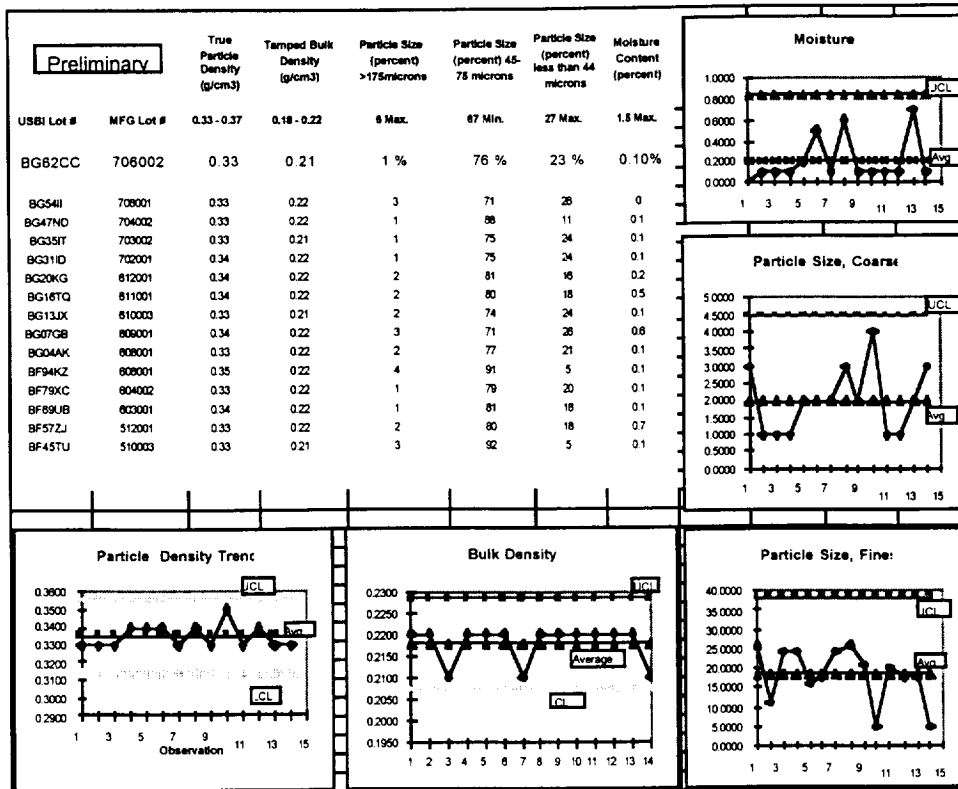 Preliminary
True Particle Density (g/cm3)
Tamped Bulk Density (g/cm3)
Particle Size (percent) >175microns
Particle Size (percent) 45-75 microns
Particle Size (percent) less than 44 microns
Moisture Content (percent)
USBI Lot # MFG Lot # 0.33 - 0.37 0.18 - 0.22 6 Max. 67 Min. 27 Max. 1.5 Max.
BG62CC 706002 0.33 0.21 1 % 76 % 23 % 0.10%
BG54II 708001 0.33 0.22 3 71 26 0
BG47ND 704002 0.33 0.22 1 88 11 0.1
BG35IT 703002 0.33 0.21 1 75 24 0.1
BG31ID 702001 0.34 0.22 1 75 24 0.1
BG20KG 612001 0.34 0.22 2 81 16 0.2
BG16TQ 611001 0.34 0.22 2 80 18 0.5
BG13JX 610003 0.33 0.21 2 74 24 0.1
BG07GB 609001 0.34 0.22 3 71 26 0.6
BG04AK 608001 0.33 0.22 2 77 21 0.1
BF94KZ 608001 0.35 0.22 4 91 5 0.1
BF79XC 604002 0.33 0.22 1 79 20 0.1
BF69UB 603001 0.34 0.22 1 81 18 0.1
BF57ZJ 512001 0.33 0.22 2 80 18 0.7
BF45TU 510003 0.33 0.21 3 92 5 0.1
Moisture
1.0000
0.8000
0.6000
0.4000
0.2000
0.0000
JCL
Avg
1 3 5 7 9 11 13 15
Particle Size, Coarse
5.0000
4.5000
4.0000
3.5000
3.0000
2.5000
2.0000
1.5000
1.0000
0.5000
0.0000
UCL
Avg
1 3 5 7 9 11 13 15
Particle Density Trenc
0.3600
0.3500
0.3400
0.3300
0.3200
0.3100
0.3000
0.2900
JCL
Avg
.CL
1 3 5 7 9 11 13 15
Observation
Bulk Density
0.2300
0.2250
0.2200
0.2150
0.2100
0.2050
0.2000
0.1950
UCL
Average
CL
1 2 3 4 5 6 7 8 9 10 11 12 13 14
Particle Size, Fine:
40.0000
35.0000
30.0000
25.0000
20.0000
15.0000
10.0000
5.0000
0.0000
JCL
Avg
1 3 5 7 9 11 13 15